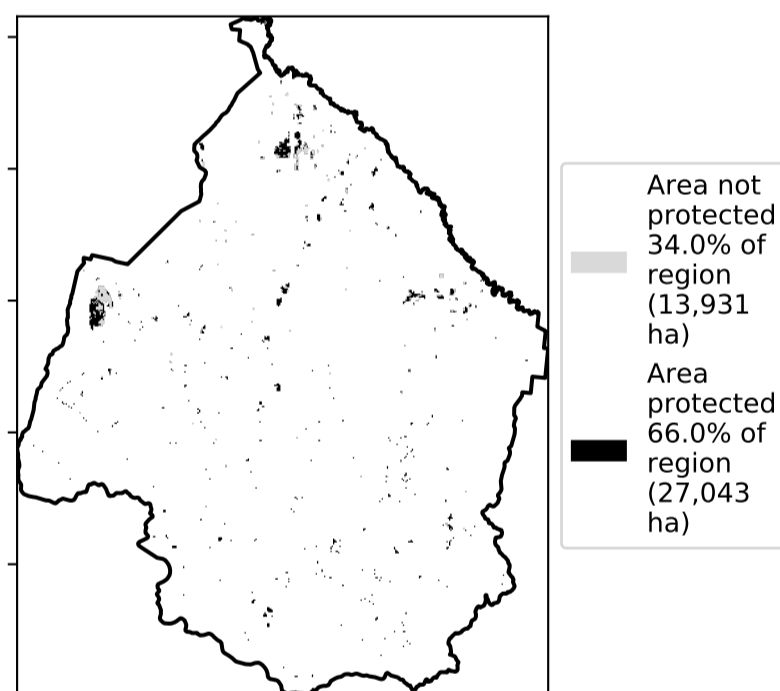 Area not
protected
34.0% of
region
(13,931
ha)
Area
protected
66.0% of
region
(27,043
ha)